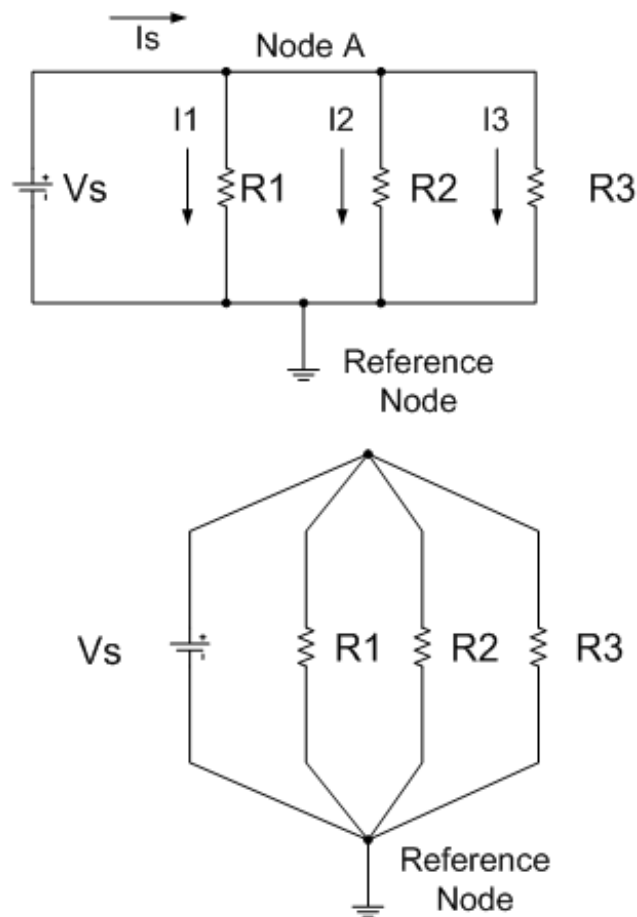 Is
Node A
I1
I2
I3
+
Vs
R1
R2
R3
-
Reference
Node
+
Vs
R1
R2
R3
-
Reference
Node